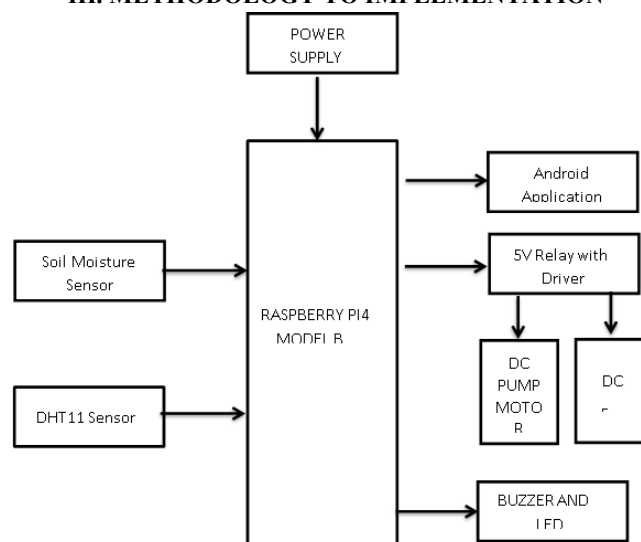 III. METHODOLOGY TO IMPLEMENTATION
POWER
SUPPLY
Android
Application
Soil Moisture
Sensor
5V Relay with
Driver
RASPBERRY PI4
MODEL B
DC
PUMP
MOTO
R
DC
DHT11 Sensor
BUZZER AND
LED